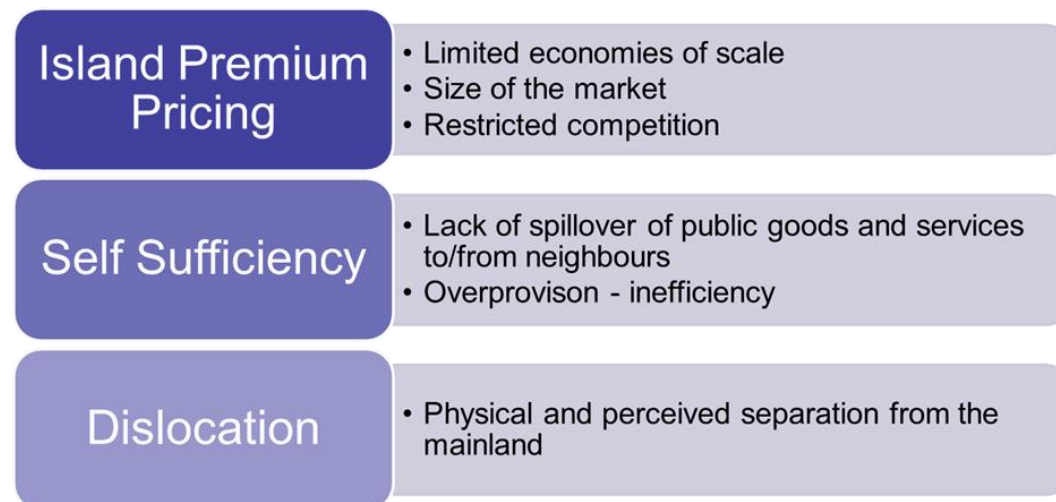 Island Premium
Pricing
• Limited economies of scale
• Size of the market
• Restricted competition
Self Sufficiency
• Lack of spillover of public goods and services
to/from neighbours
• Overprovison - inefficiency
Dislocation
• Physical and perceived separation from the
mainland